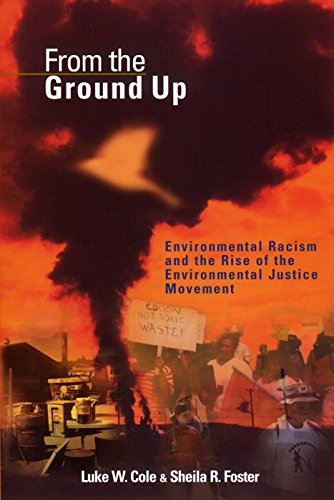 From the
Ground Up
Environmental Racism
and the Rise of the
Environmental Justice
Movement
COTTON
NOT TOXIC
WASTE!
Luke W. Cole & Sheila R. Foster